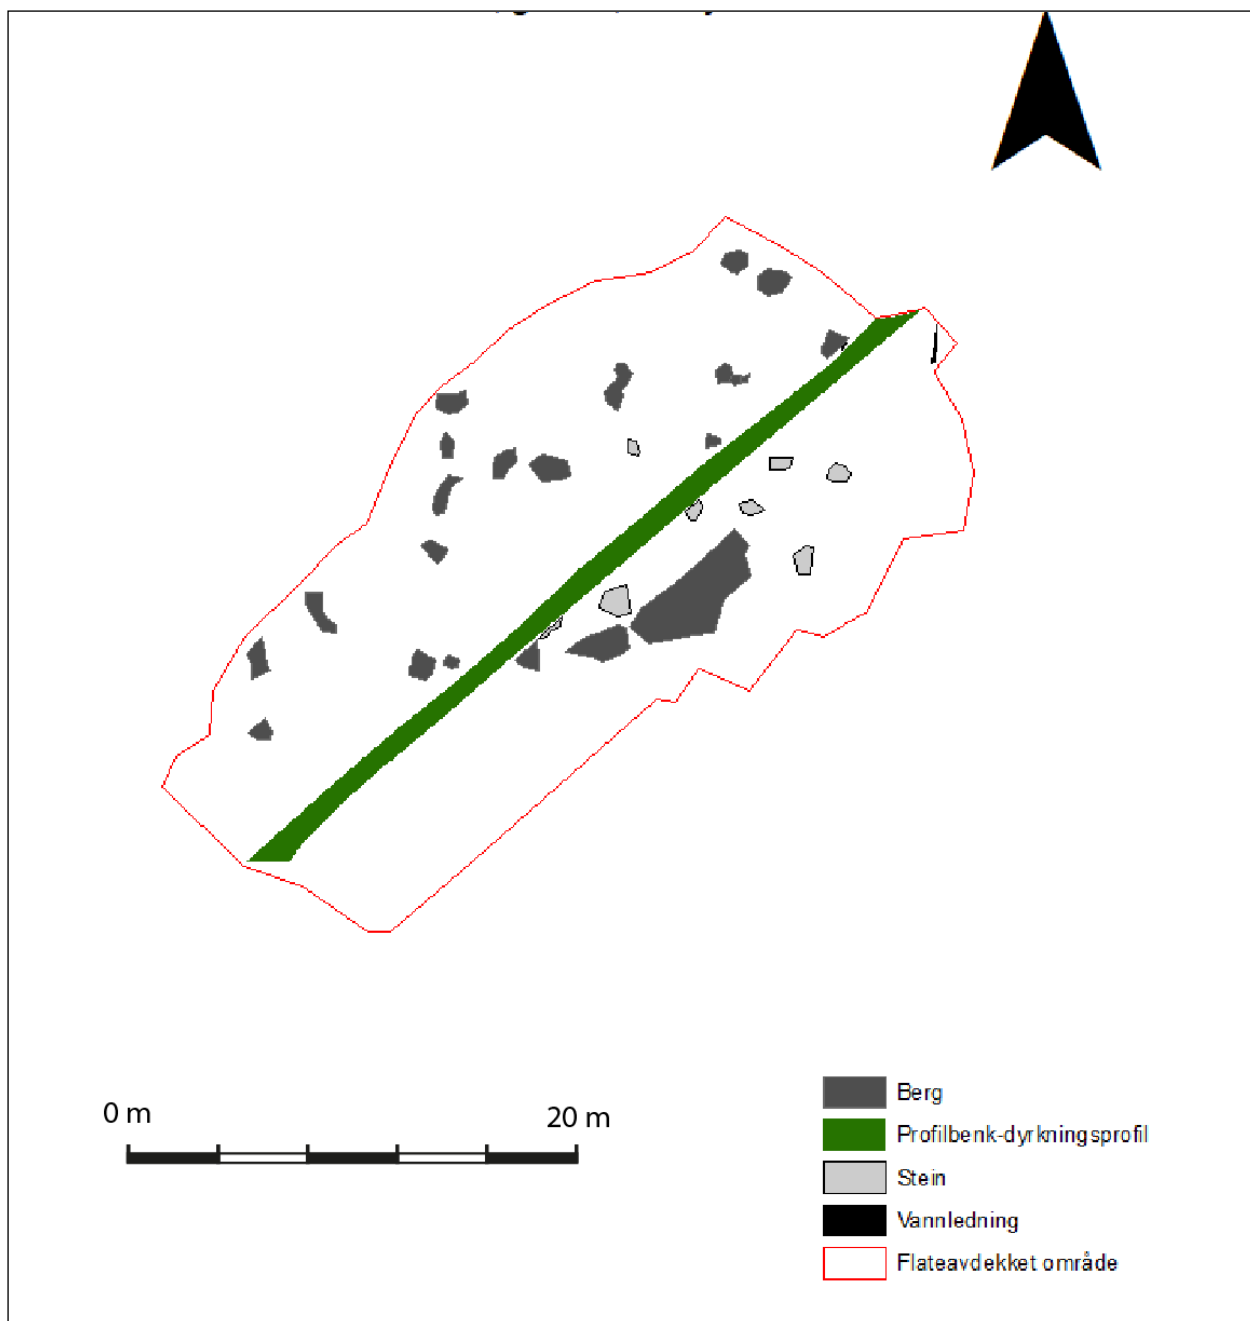 0 m
20 m
Berg
Profilbenk-dyrkningsprofil
Stein
Vannledning
Flateavdekket område